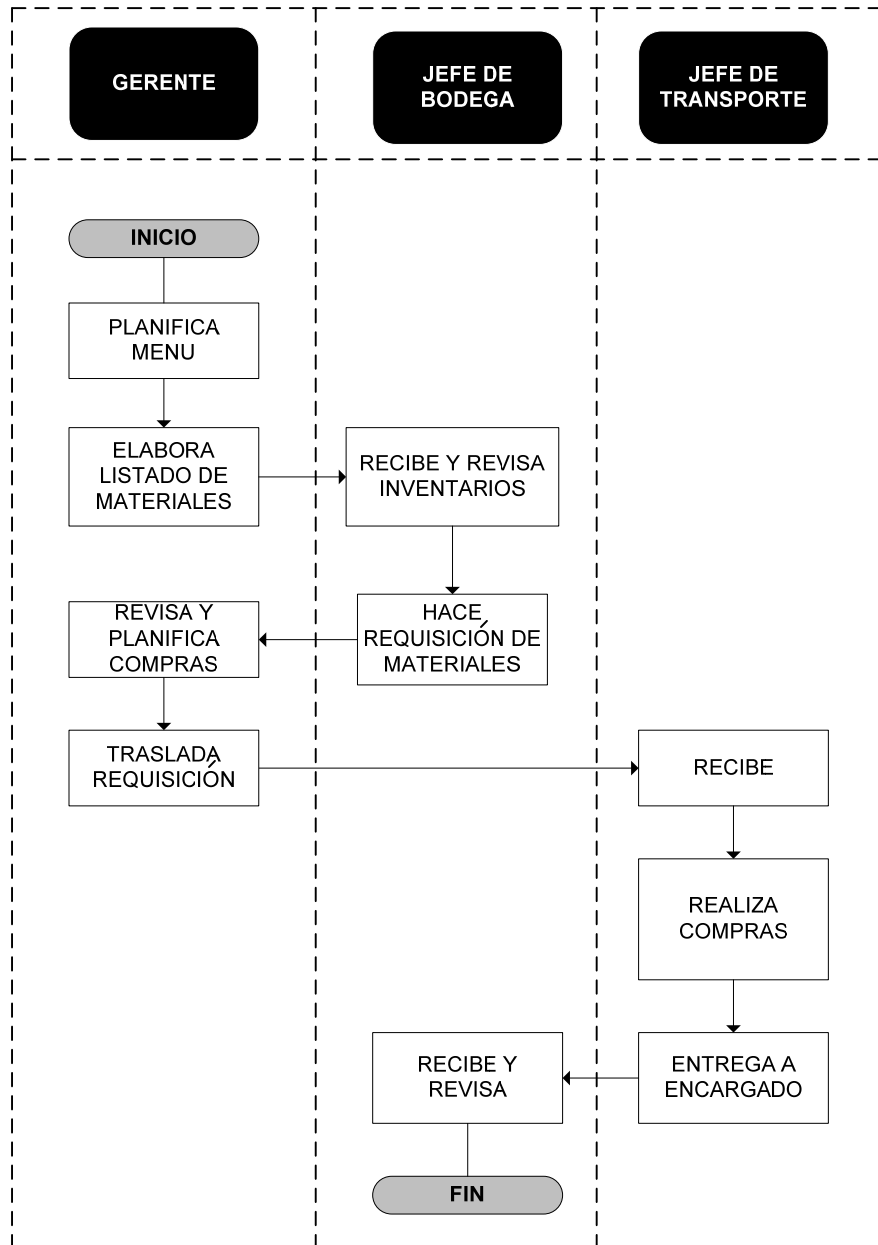 GERENTE
JEFE DE
BODEGA
JEFE DE
TRANSPORTE
INICIO
PLANIFICA
MENU
ELABORA
LISTADO DE
MATERIALES
RECIBE Y REVISA
INVENTARIOS
HACE
REQUISICIÓN DE
MATERIALES
REVISA Y
PLANIFICA
COMPRAS
TRASLADA
REQUISICIÓN
RECIBE
REALIZA
COMPRAS
ENTREGA A
ENCARGADO
RECIBE Y
REVISA
FIN